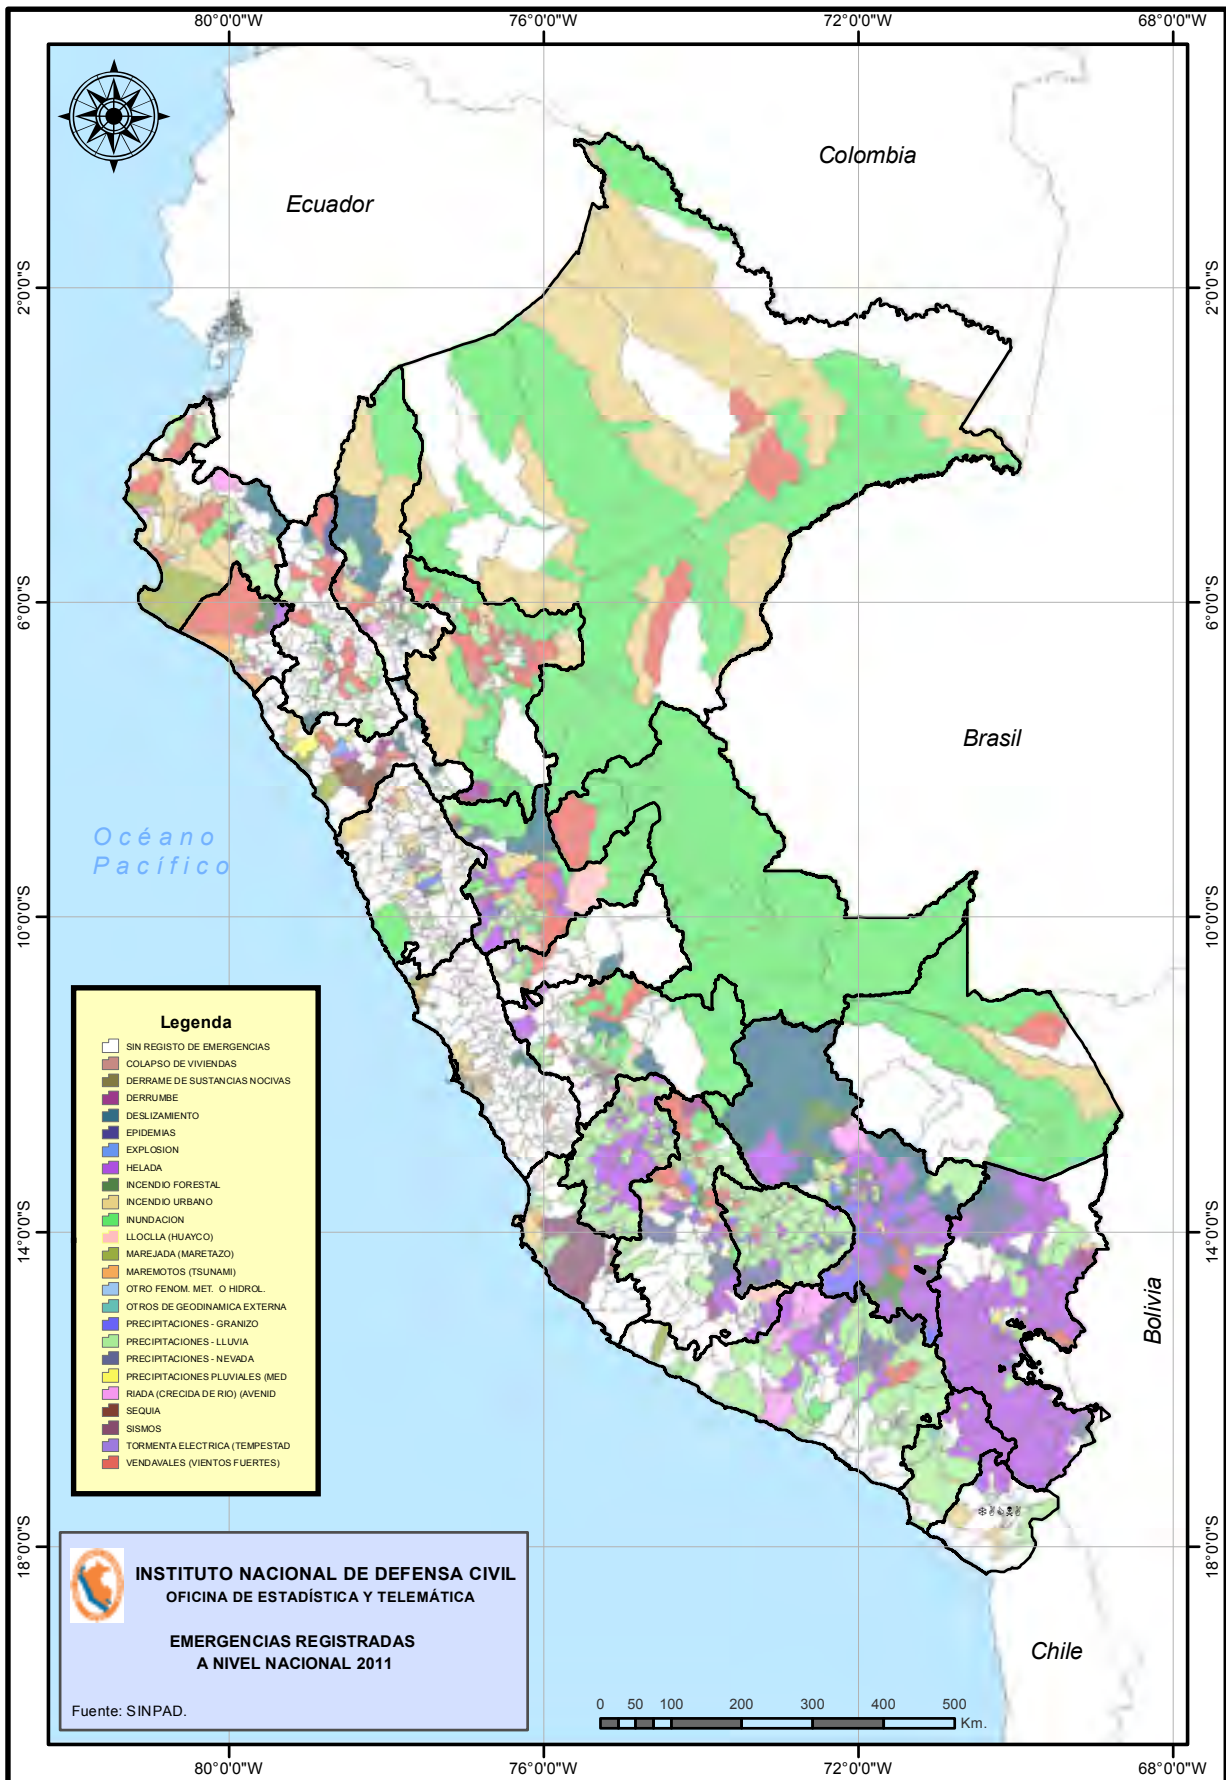 80°0'0"W
76°0'0"W
72°0'0"W
68°0'0"W
Colombia
Ecuador
2°0'0"S
2°0'0"S
6°0'0"S
6°0'0"S
Brasil
Océano
Pacífico
10°0'0"S
10°0'0"S
Legenda
SIN REGISTO DE EMERGENCIAS
COLAPSO DE VIVIENDAS
DERRAME DE SUSTANCIAS NOCIVAS
DERRUMBE
DESLIZAMIENTO
EPIDEMIAS
EXPLOSION
HELADA
INCENDIO FORESTAL
INCENDIO URBANO
INUNDACION
LLOCLLA (HUAYCO)
MAREJADA (MARETAZO)
MAREMOTOS (TSUNAMI)
OTRO FENOM. MET. O HIDROL.
OTROS DE GEODINAMICA EXTERNA
PRECIPITACIONES - GRANIZO
PRECIPITACIONES - LLUVIA
PRECIPITACIONES - NEVADA
PRECIPITACIONES PLUVIALES (MED
RIADA (CRECIDA DE RIO) (AVENID
SEQUIA
SISMOS
TORMENTA ELECTRICA (TEMPESTAD
VENDAVALES (VIENTOS FUERTES)
14°0'0"S
14°0'0"S
Bolivia
18°0'0"S
18°0'0"S
INSTITUTO NACIONAL DE DEFENSA CIVIL
OFICINA DE ESTADÍSTICA Y TELEMÁTICA
EMERGENCIAS REGISTRADAS
A NIVEL NACIONAL 2011
Fuente: SINPAD.
Chile
0 50 100 200 300 400 500
Km.
80°0'0"W
76°0'0"W
72°0'0"W
68°0'0"W